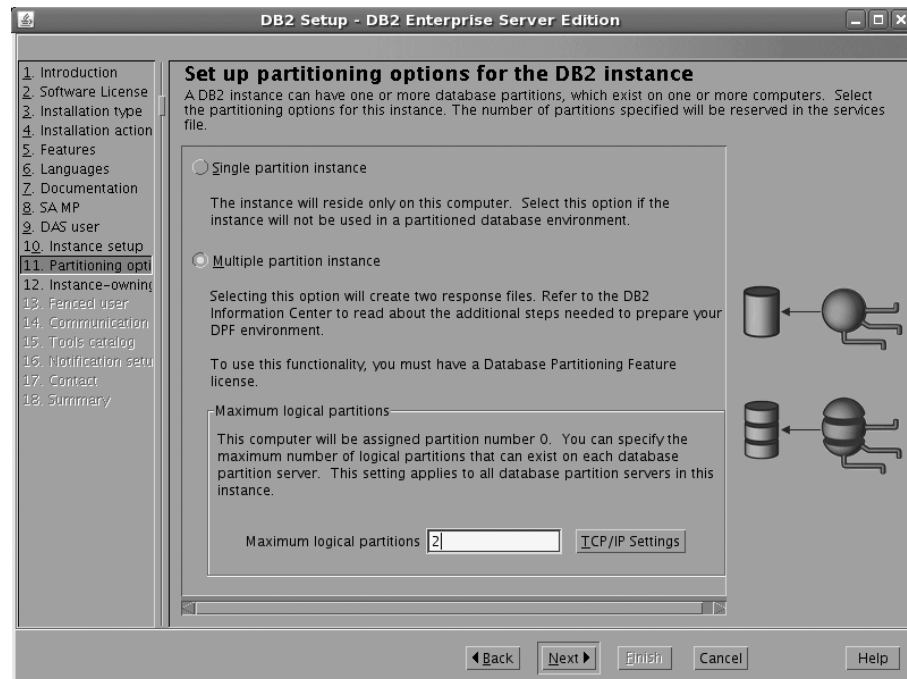 DB2 Setup - DB2 Enterprise Server Edition
1. Introduction
2. Software License
3. Installation type
4. Installation action
5. Features
6. Languages
7. Documentation
8. SA MP
9. DAS user
10. Instance setup
11. Partitioning opti
12. Instance-owning
13. Fenced user
14. Communication
15. Tools catalog
16. Notification setu
17. Contact
18. Summary
Set up partitioning options for the DB2 instance
A DB2 instance can have one or more database partitions, which exist on one or more computers. Select
the partitioning options for this instance. The number of partitions specified will be reserved in the services
file.
Single partition instance
The instance will reside only on this computer. Select this option if the
instance will not be used in a partitioned database environment.
Multiple partition instance
Selecting this option will create two response files. Refer to the DB2
Information Center to read about the additional steps needed to prepare your
DPF environment.
To use this functionality, you must have a Database Partitioning Feature
license.
Maximum logical partitions
This computer will be assigned partition number 0. You can specify the
maximum number of logical partitions that can exist on each database
partition server. This setting applies to all database partition servers in this
instance.
Maximum logical partitions 2 TCP/IP Settings
Back Next Finish Cancel Help